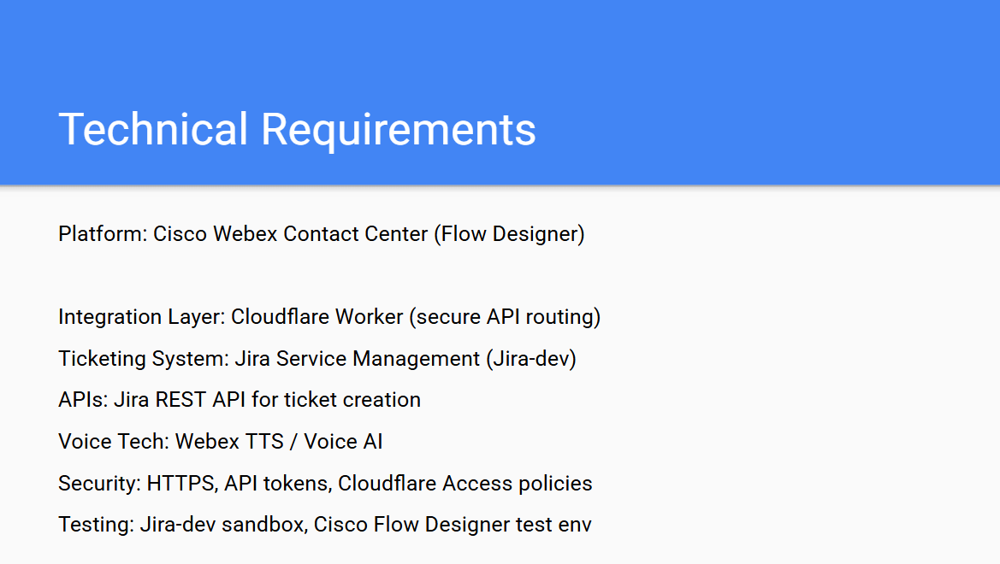 Technical Requirements
Platform: Cisco Webex Contact Center (Flow Designer)
Integration Layer: Cloudflare Worker (secure API routing)
Ticketing System: Jira Service Management (Jira-dev)
APIs: Jira REST API for ticket creation
Voice Tech: Webex TTS / Voice AI
Security: HTTPS, API tokens, Cloudflare Access policies
Testing: Jira-dev sandbox, Cisco Flow Designer test env